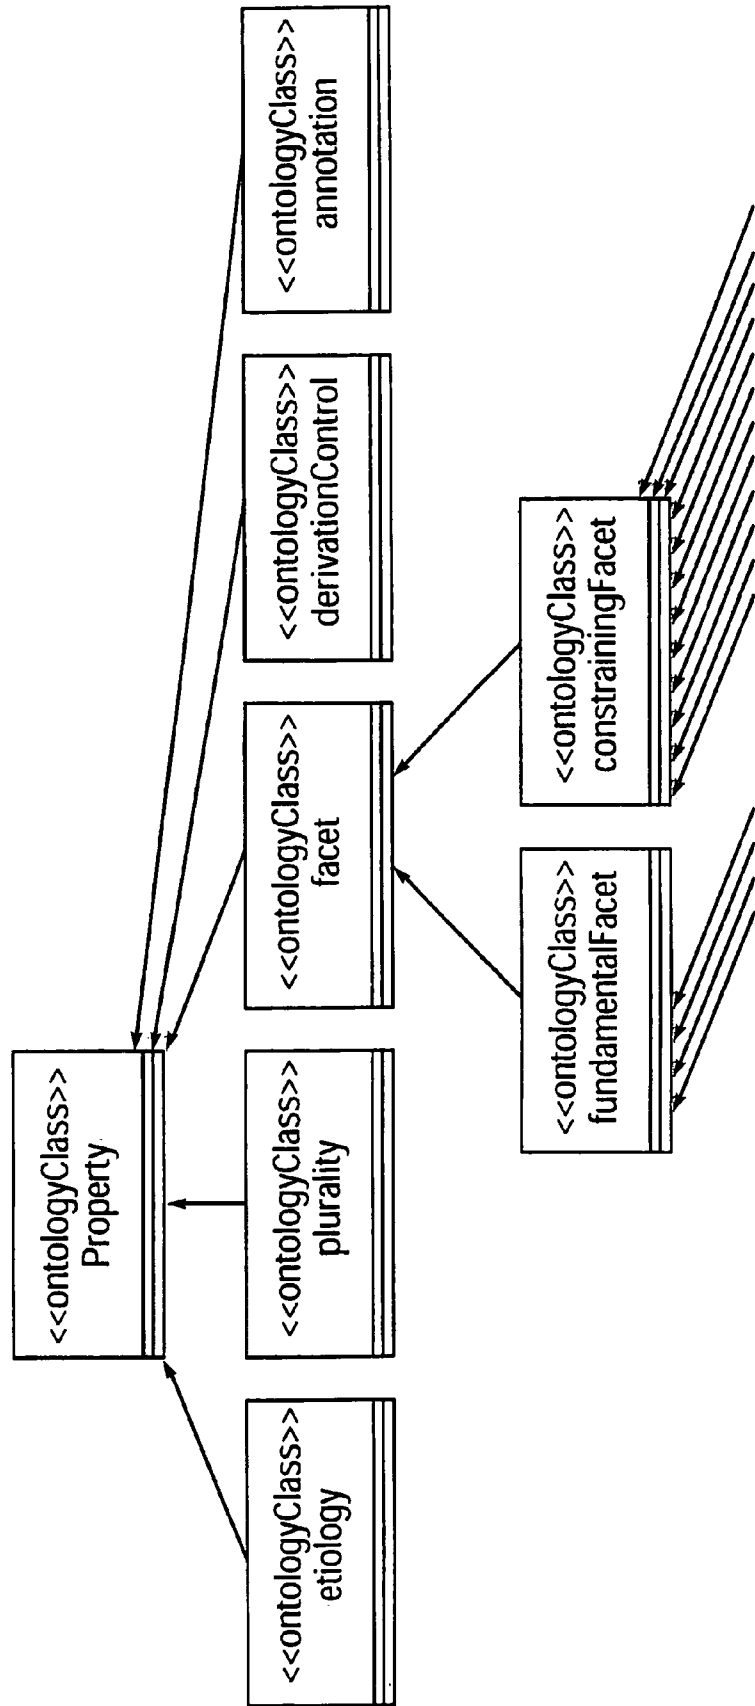 <<ontologyClass>>
Property
<<ontologyClass>>
etiology
<<ontologyClass>>
plurality
<<ontologyClass>>
facet
<<ontologyClass>>
derivationControl
<<ontologyClass>>
annotation
<<ontologyClass>>
fundamentalFacet
<<ontologyClass>>
constrainingFacet